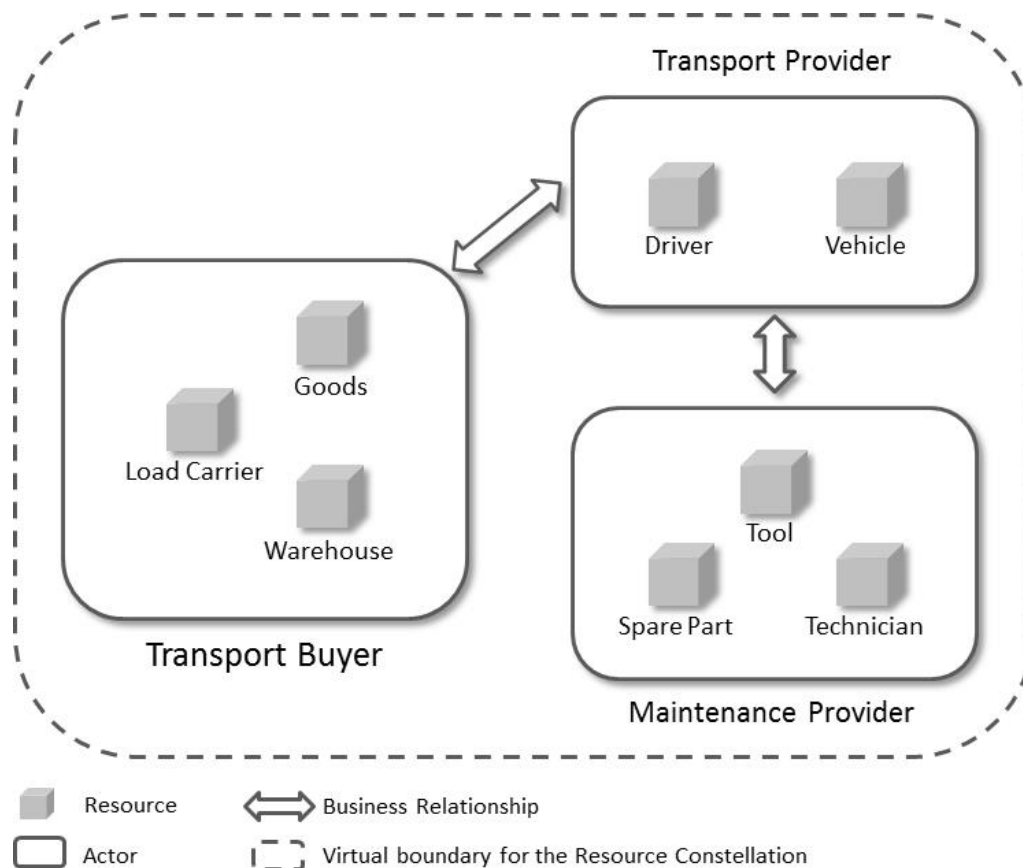 Transport Provider
Driver
Vehicle
Goods
Load Carrier
Warehouse
Transport Buyer
Tool
Spare Part
Technician
Maintenance Provider
Resource
Business Relationship
Actor
Virtual boundary for the Resource Constellation